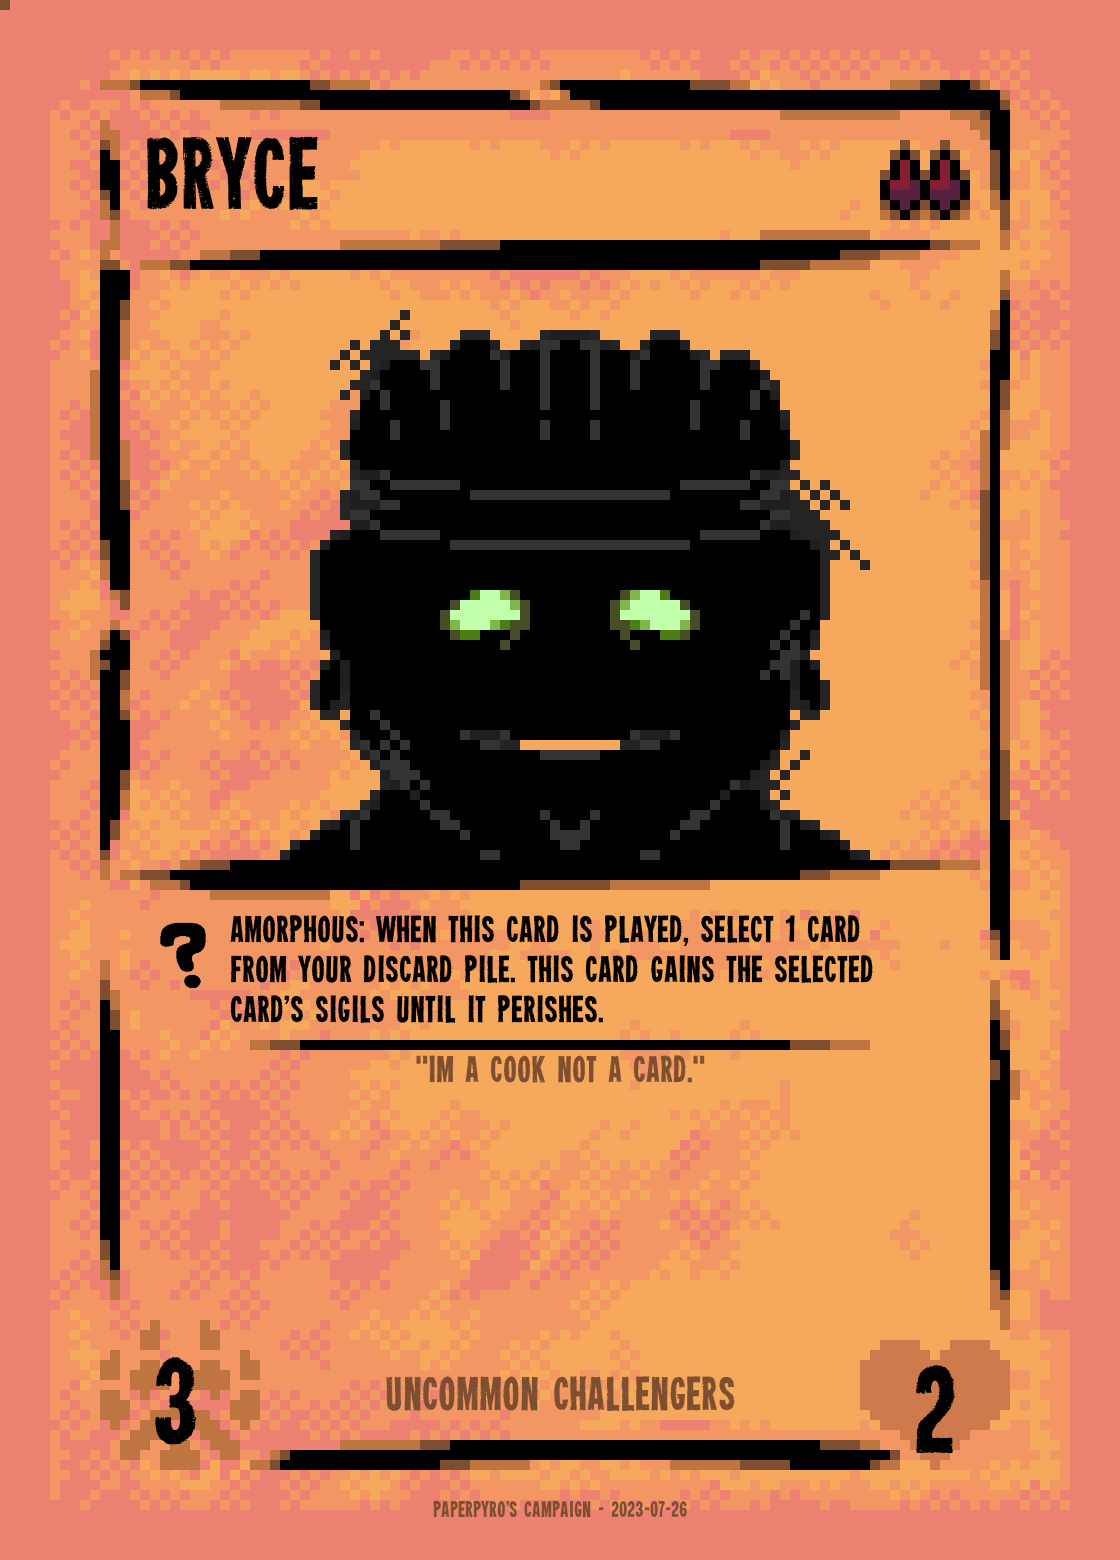 BRYCE
? AMORPHOUS: WHEN THIS CARD IS PLAYED, SELECT 1 CARD
FROM YOUR DISCARD PILE. THIS CARD GAINS THE SELECTED
CARD'S SIGILS UNTIL IT PERISHES.
"IM A COOK NOT A CARD."
3 UNCOMMON CHALLENGERS 2
PAPERPYRO'S CAMPAIGN - 2023-07-26